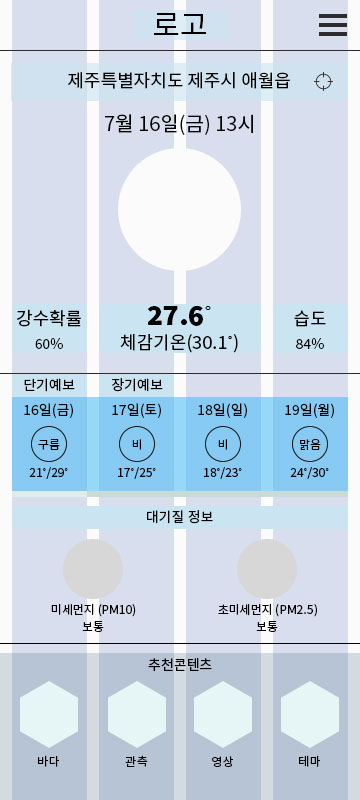 로고
제주특별자치도 제주시 애월읍
7월 16일(금) 13시
27.6°
강수확률 체감기온(30.1°) 습도
60% 84%
단기예보 장기예보
16일(금) 17일(토) 18일(일) 19일(월)
구름 비 비 맑음
21°/29° 17°/25° 18°/23° 24°/30°
대기질 정보
미세먼지 (PM10) 초미세먼지 (PM2.5)
보통 보통
추천콘텐츠
바다 관측 영상 테마